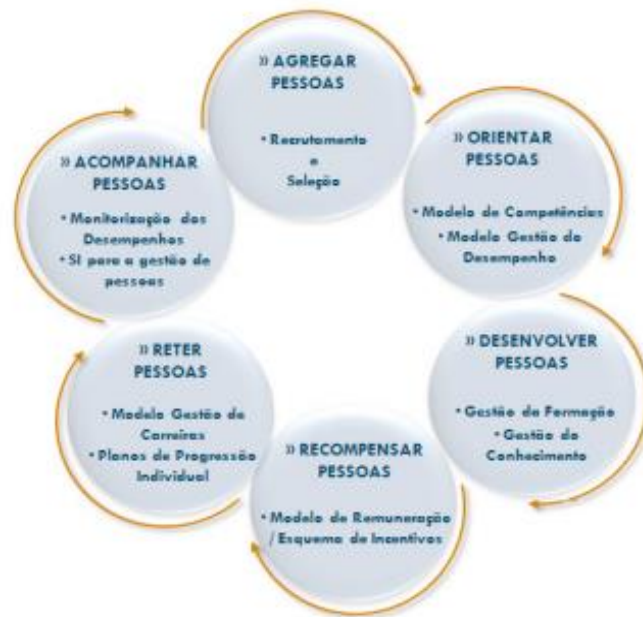 » AGREGAR
PESSOAS
• Recrutamento
e
Seleção
» ORIENTAR
PESSOAS
• Modelo de Competências
• Modelo Gestão do
Desempenho
» DESENVOLVER
PESSOAS
• Gestão da Formação
• Gestão do
Conhecimento
» RECOMPENSAR
PESSOAS
• Modelo de Remuneração
/ Esquema de Incentivos
» RETER
PESSOAS
• Modelo Gestão de
Carreiras
• Planos de Progressão
Individual
» ACOMPANHAR
PESSOAS
• Monitorização dos
Desempenhos
• SI para a gestão de
pessoas